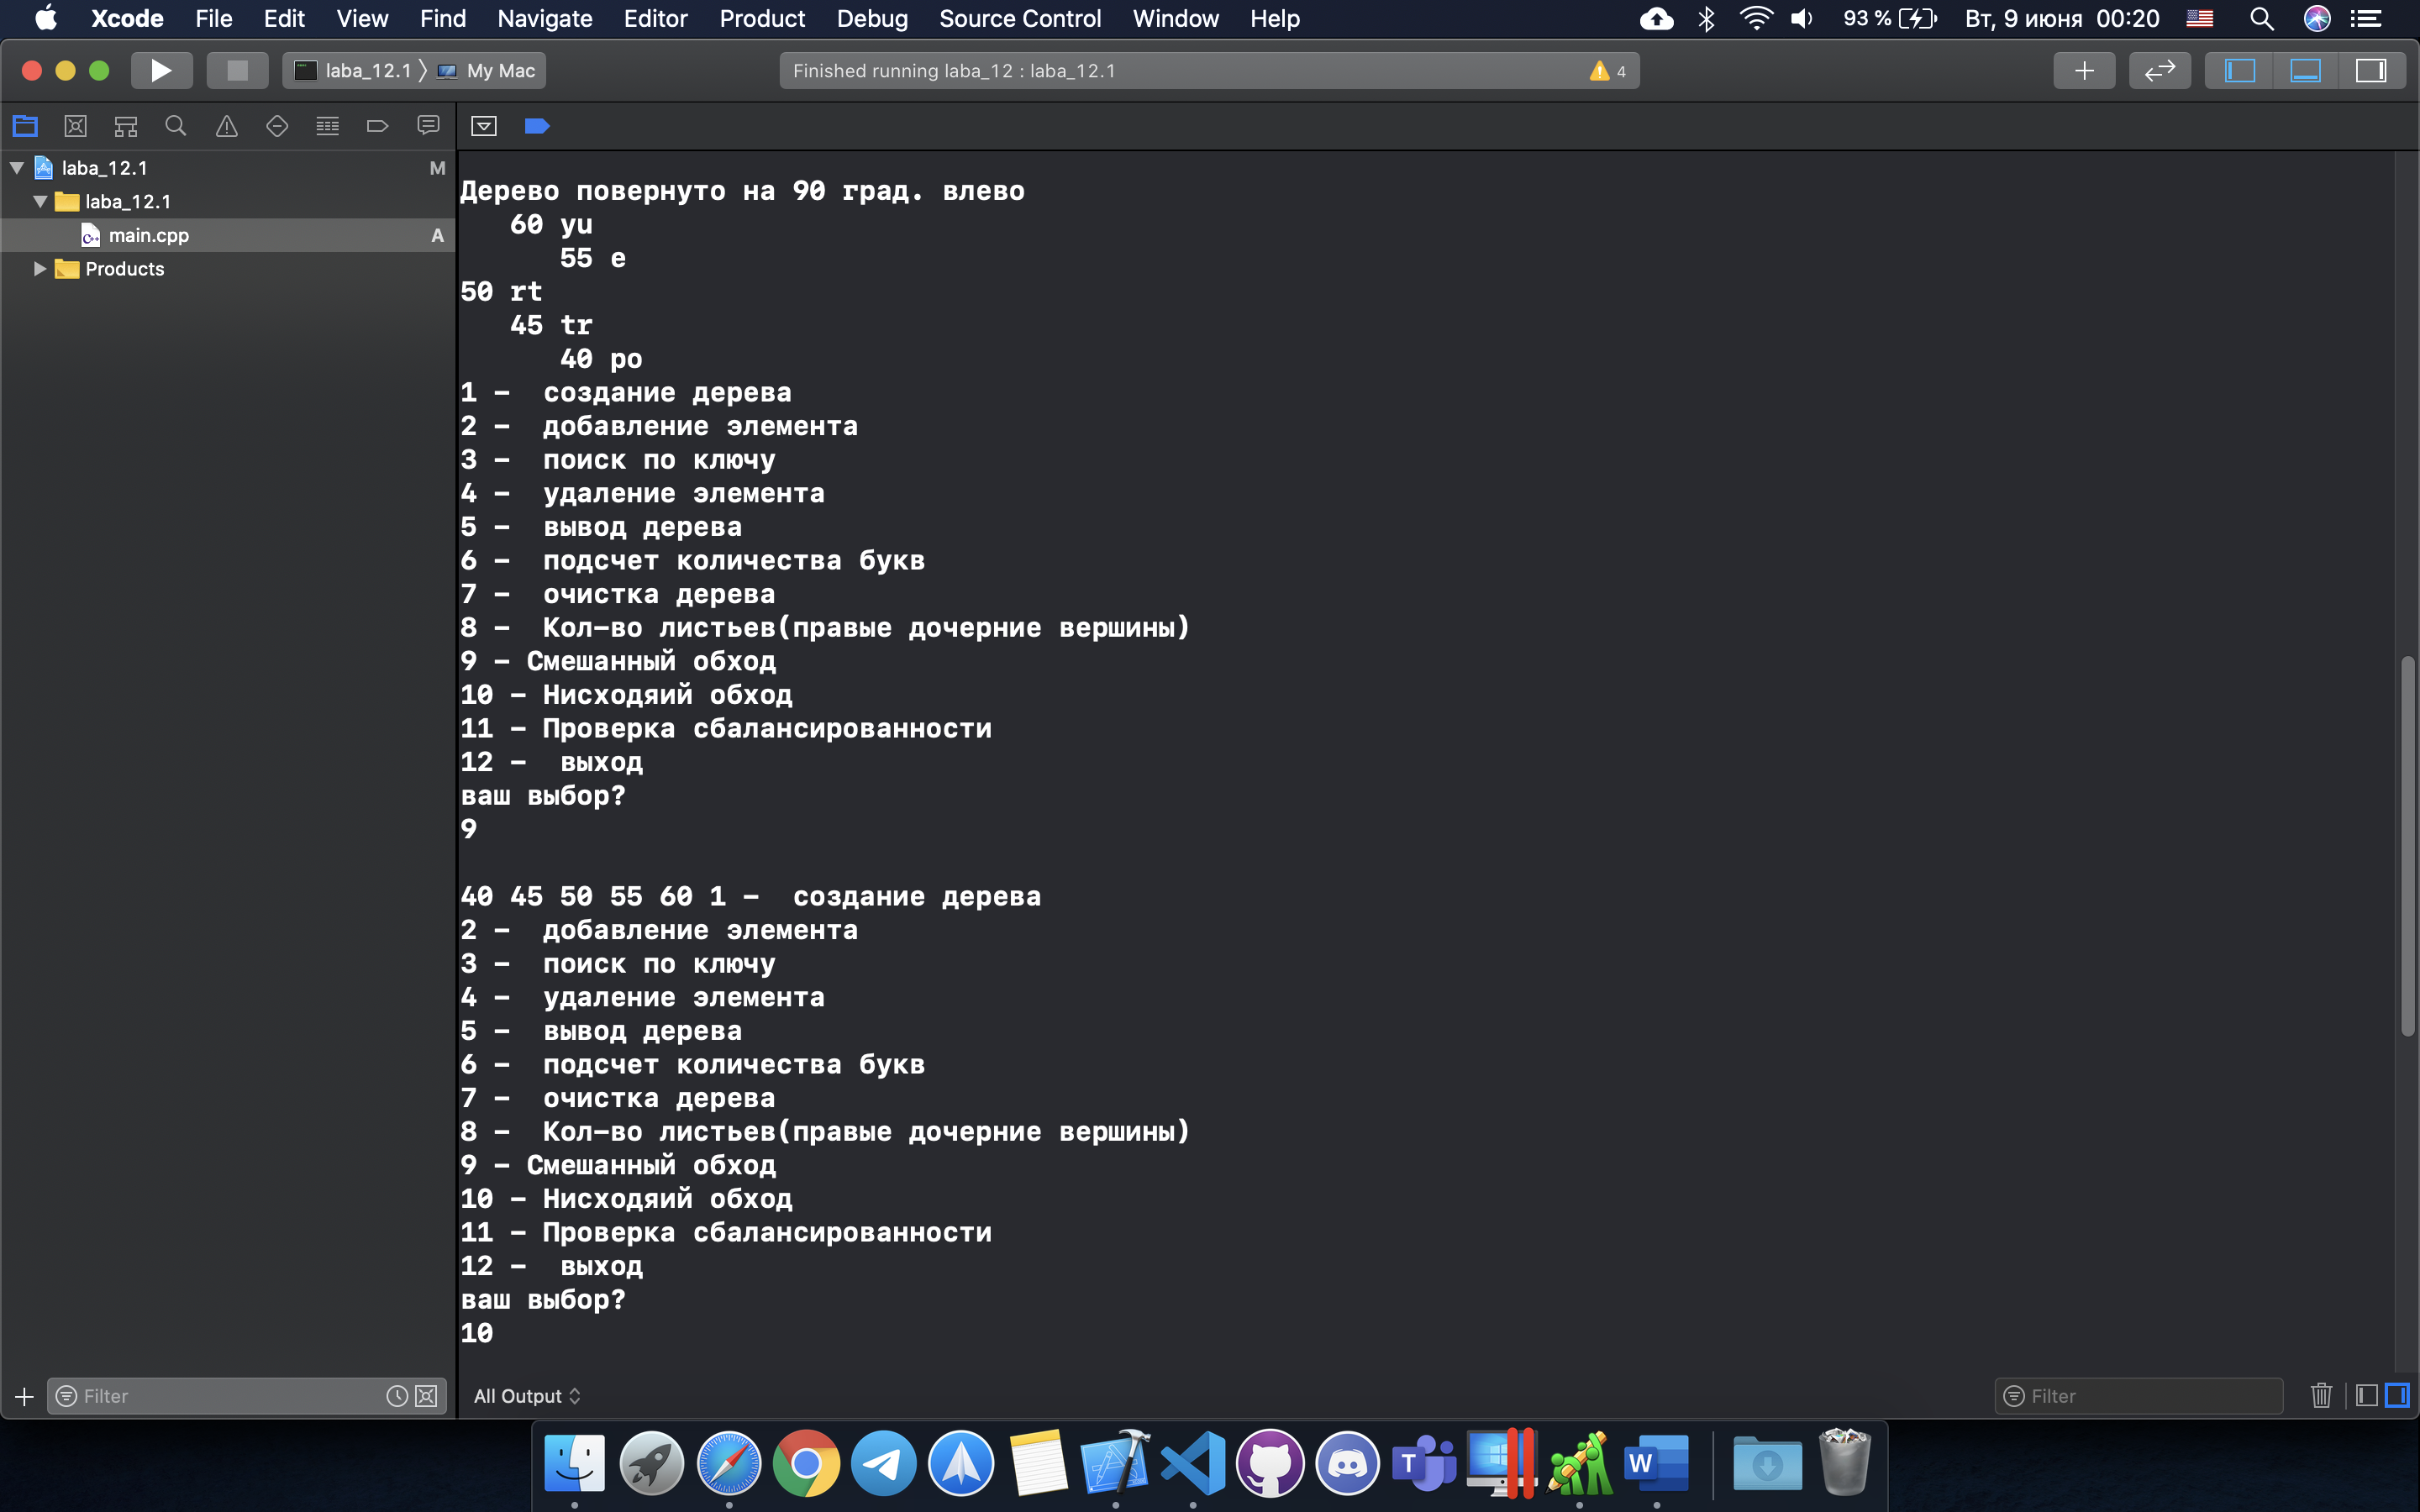 Xcode File Edit View Find Navigate Editor Product Debug Source Control Window Help 93 % Вт, 9 июня 00:20
laba_12.1 〉 My Mac Finished running laba_12 : laba_12.1 4
laba_12.1 M
laba_12.1
main.cpp A
Products
Дерево повернуто на 90 град. влево
60 yu
55 e
50 rt
45 tr
40 po
1 - создание дерева
2 - добавление элемента
3 - поиск по ключу
4 - удаление элемента
5 - вывод дерева
6 - подсчет количества букв
7 - очистка дерева
8 - Кол-во листьев(правые дочерние вершины)
9 - Смешанный обход
10 - Нисходяий обход
11 - Проверка сбалансированности
12 - выход
ваш выбор?
9
40 45 50 55 60 1 - создание дерева
2 - добавление элемента
3 - поиск по ключу
4 - удаление элемента
5 - вывод дерева
6 - подсчет количества букв
7 - очистка дерева
8 - Кол-во листьев(правые дочерние вершины)
9 - Смешанный обход
10 - Нисходяий обход
11 - Проверка сбалансированности
12 - выход
ваш выбор?
10
Filter All Output Filter
T W